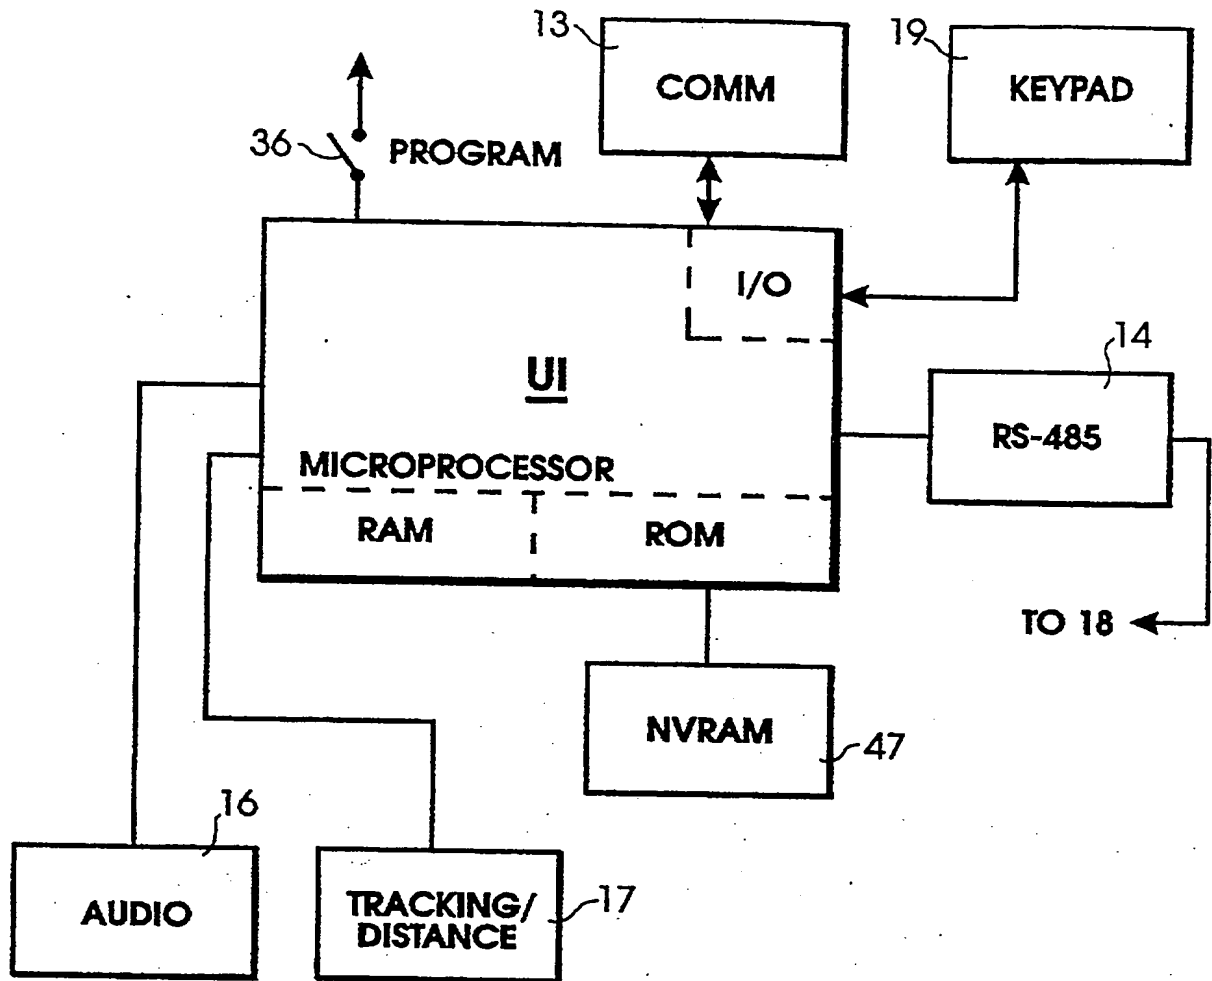 13
COMM
19
KEYPAD
36
PROGRAM
I/O
UI
MICROPROCESSOR
RAM
ROM
14
RS-485
TO 18
NVRAM
47
16
AUDIO
TRACKING/
DISTANCE
17